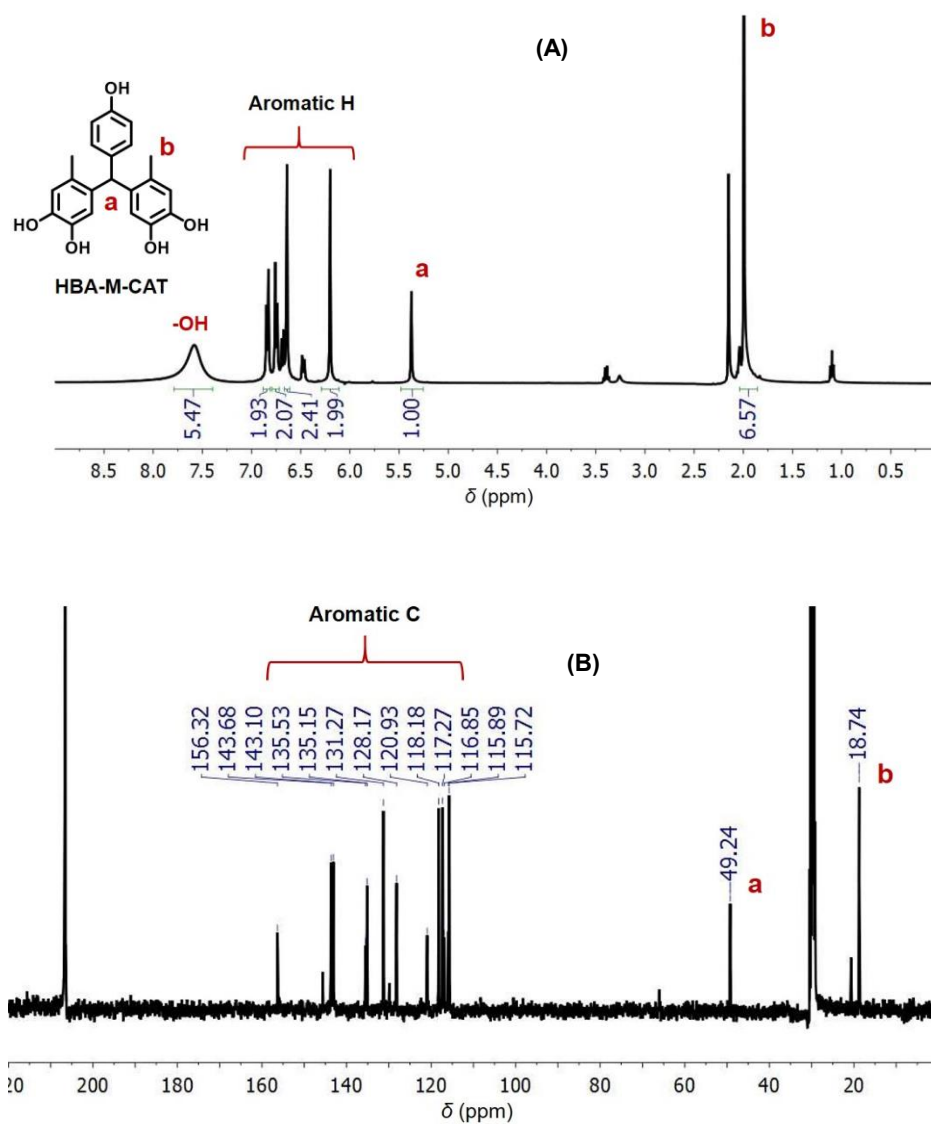 (A)
b
OH
Aromatic H
b
a
a
HO
OH
OH
OH
HBA-M-CAT
-OH
5.47
1.93
2.07
2.41
1.99
1.00
6.57
8.5 8.0 7.5 7.0 6.5 6.0 5.5 5.0 4.5 4.0 3.5 3.0 2.5 2.0 1.5 1.0 0.5
δ (ppm)
Aromatic C
(B)
156.32
143.68
143.10
135.53
135.15
131.27
128.17
120.93
118.18
117.27
116.85
115.89
115.72
49.24
a
18.74
b
20 200 180 160 140 120 100 80 60 40 20
δ (ppm)